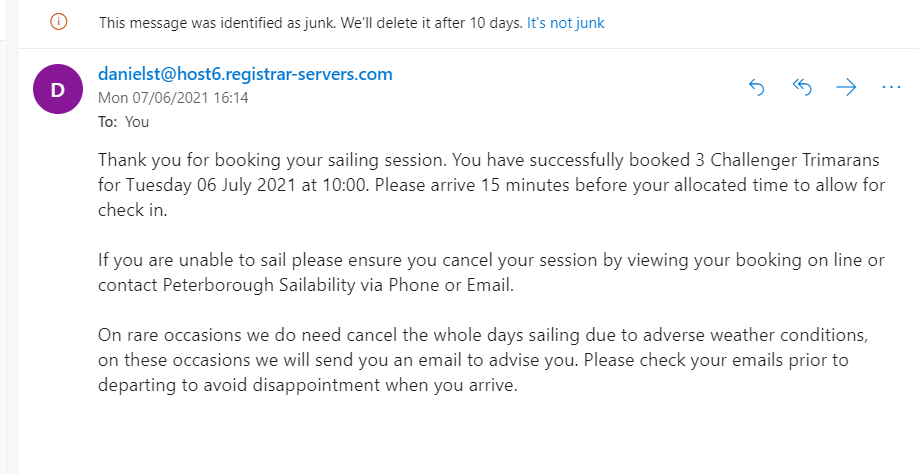 This message was identified as junk. We'll delete it after 10 days. It's not junk
D
danielst@host6.registrar-servers.com
Mon 07/06/2021 16:14
To: You
Thank you for booking your sailing session. You have successfully booked 3 Challenger Trimarans
for Tuesday 06 July 2021 at 10:00. Please arrive 15 minutes before your allocated time to allow for
check in.
If you are unable to sail please ensure you cancel your session by viewing your booking on line or
contact Peterborough Sailability via Phone or Email.
On rare occasions we do need cancel the whole days sailing due to adverse weather conditions,
on these occasions we will send you an email to advise you. Please check your emails prior to
departing to avoid disappointment when you arrive.